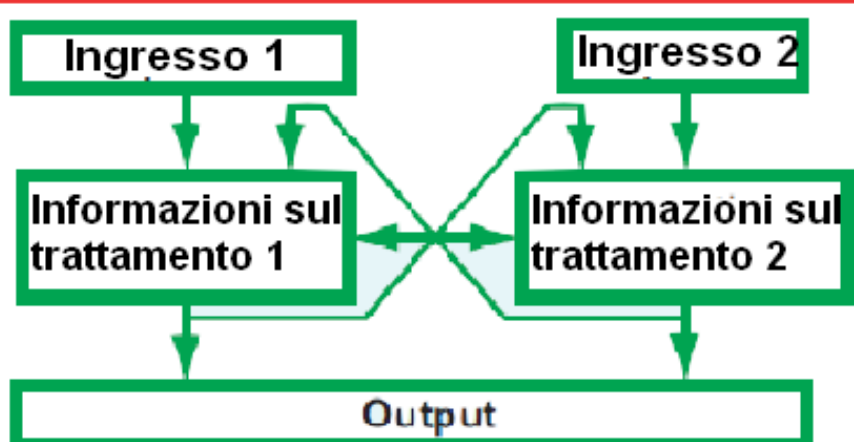 Ingresso 1
Ingresso 2
Informazioni sul
trattamento 1
Informazioni sul
trattamento 2
Output